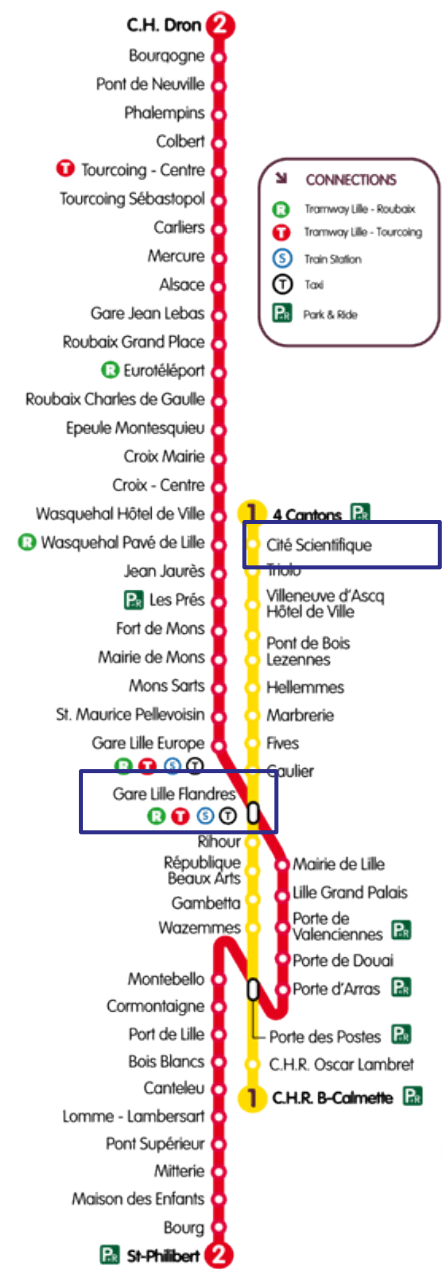 C.H. Dron 2
Bourgogne
Pont de Neuville
Phalempins
Colbert
T Tourcoing - Centre
Tourcoing Sébastopol
Carliers
Mercure
Alsace
Gare Jean Lebas
Roubaix Grand Place
R Eurotéléport
Roubaix Charles de Gaulle
Epeule Montesquieu
Croix Mairie
Croix - Centre
Wasquehal Hôtel de Ville
R Wasquehal Pavé de Lille
Jean Jaurès
P+R Les Prés
Fort de Mons
Mairie de Mons
Mons Sarts
St. Maurice Pellevoisin
Gare Lille Europe
R T S T
Gare Lille Flandres
R T S T
Rihour
République
Beaux Arts
Gambetta
Wazemmes
Montebello
Cormontaigne
Port de Lille
Bois Blancs
Canteleu
Lomme - Lambersart
Pont Supérieur
Mitterie
Maison des Enfants
Bourg
P+R St-Philibert 2
CONNECTIONS
R Tramway Lille - Roubaix
T Tramway Lille - Tourcoing
S Train Station
T Taxi
P+R Park & Ride
1 4 Cantons P+R
Cité Scientifique
Triolo
Villeneuve d'Ascq
Hôtel de Ville
Pont de Bois
Lezennes
Hellemmes
Marbrerie
Fives
Caulier
Mairie de Lille
Lille Grand Palais
Porte de
Valenciennes P+R
Porte de Douai
Porte d'Arras P+R
Porte des Postes P+R
C.H.R. Oscar Lambret
1 C.H.R. B-Calmette P+R